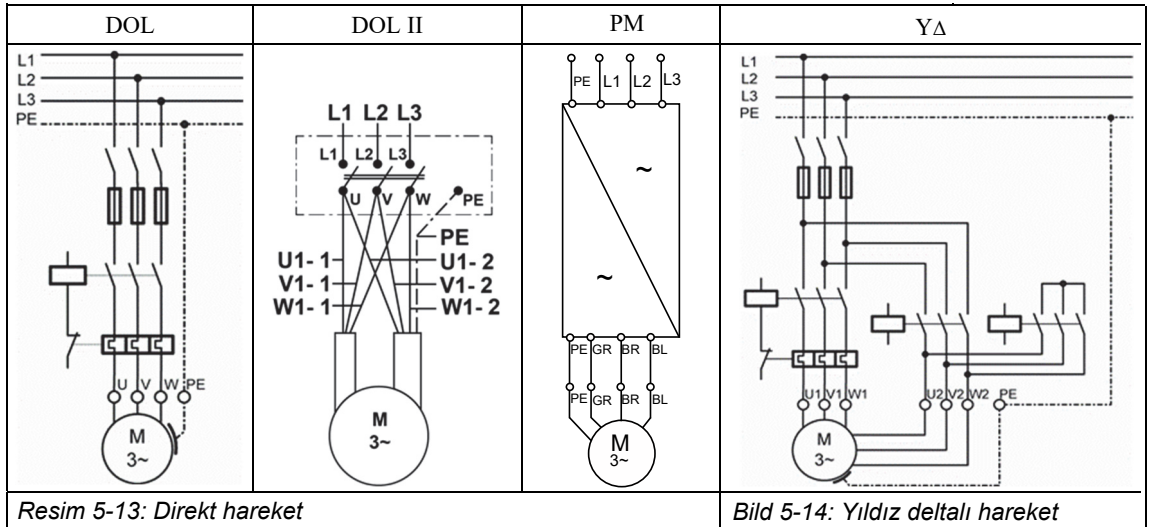 DOL
DOL II
PM
YΔ
L1
L2
L3
PE
U V W PE
M
3~
L1 L2 L3
L1 L2 L3
U V W PE
PE
U1-1 U1-2
V1-1 V1-2
W1-1 W1-2
M
3~
PE L1 L2 L3
~
~
PE GR BR BL
PE GR BR BL
M
3~
L1
L2
L3
PE
U1 V1 W1 U2 V2 W2 PE
M
3~
Resim 5-13: Direkt hareket
Bild 5-14: Yıldız deltalı hareket